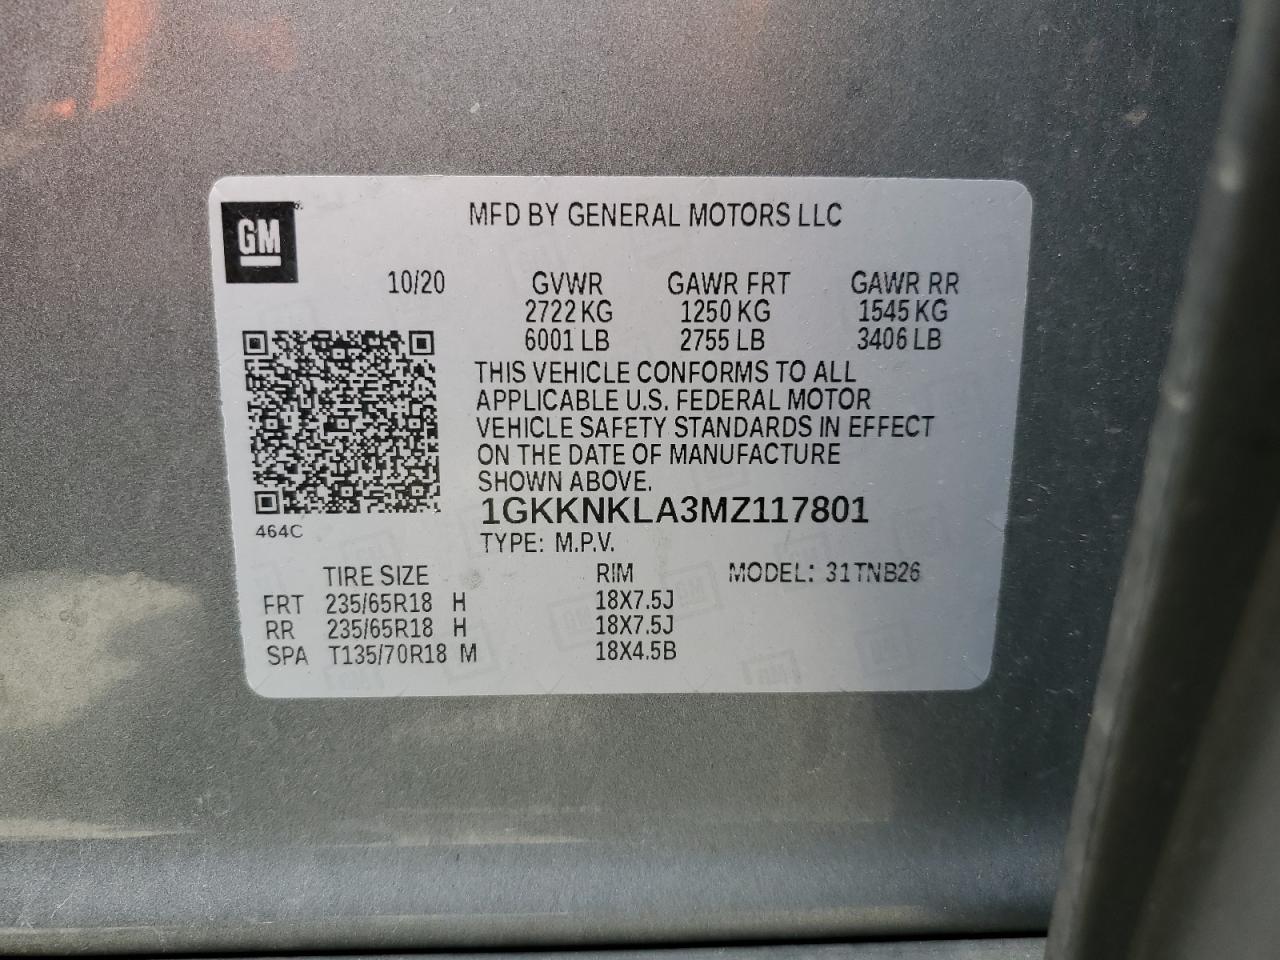 GM
MFD BY GENERAL MOTORS LLC
10/20 GVWR GAWR FRT GAWR RR
2722 KG 1250 KG 1545 KG
6001 LB 2755 LB 3406 LB
THIS VEHICLE CONFORMS TO ALL
APPLICABLE U.S. FEDERAL MOTOR
VEHICLE SAFETY STANDARDS IN EFFECT
ON THE DATE OF MANUFACTURE
SHOWN ABOVE.
1GKKNKLA3MZ117801
464C
TYPE: M.P.V.
TIRE SIZE RIM MODEL: 31TNB26
FRT 235/65R18 H 18X7.5J
RR 235/65R18 H 18X7.5J
SPA T135/70R18 M 18X4.5B